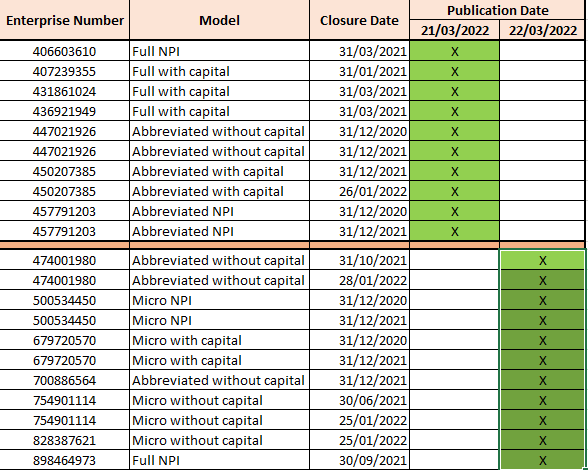 Enterprise Number Model Closure Date Publication Date
21/03/2022 22/03/2022
406603610 Full NPI 31/03/2021 X
407239355 Full with capital 31/01/2021 X
431861024 Full with capital 31/03/2021 X
436921949 Full with capital 31/03/2021 X
447021926 Abbreviated without capital 31/12/2020 X
447021926 Abbreviated without capital 31/12/2021 X
450207385 Abbreviated with capital 31/12/2021 X
450207385 Abbreviated with capital 26/01/2022 X
457791203 Abbreviated NPI 31/12/2020 X
457791203 Abbreviated NPI 31/12/2021 X
474001980 Abbreviated without capital 31/10/2021 X
474001980 Abbreviated without capital 28/01/2022 X
500534450 Micro NPI 31/12/2020 X
500534450 Micro NPI 31/12/2021 X
679720570 Micro with capital 31/12/2020 X
679720570 Micro with capital 31/12/2021 X
700886564 Abbreviated without capital 31/12/2021 X
754901114 Micro without capital 30/06/2021 X
754901114 Micro without capital 25/01/2022 X
828387621 Micro without capital 25/01/2022 X
898464973 Full NPI 30/09/2021 X